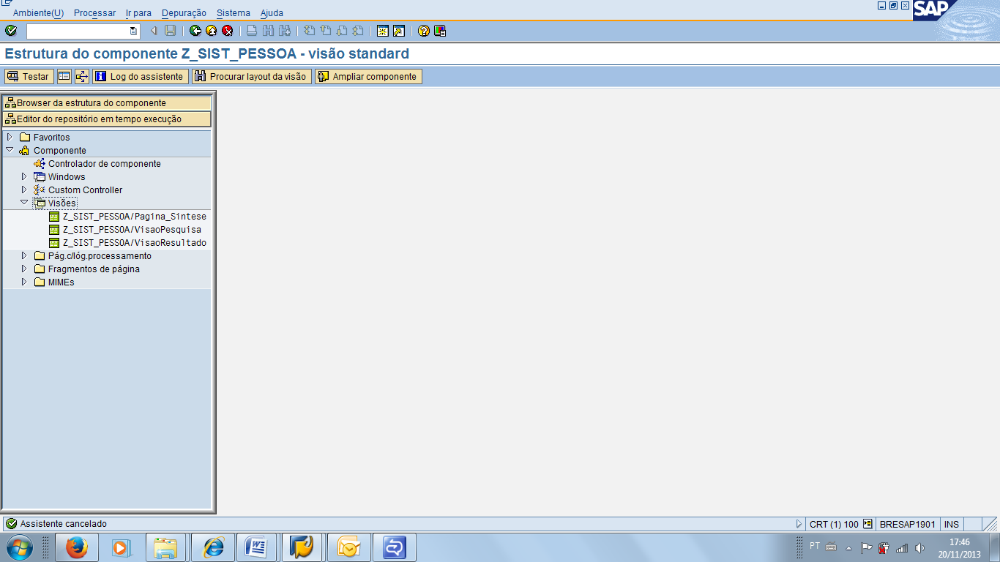 Ambiente(U) Processar Ir para Depuração Sistema Ajuda
SAP
Estrutura do componente Z_SIST_PESSOA - visão standard
Testar Log do assistente Procurar layout da visão Ampliar componente
Browser da estrutura do componente
Editor do repositório em tempo execução
Favoritos
Componente
Controlador de componente
Windows
Custom Controller
Visões
Z_SIST_PESSOA/Pagina_Sintese
Z_SIST_PESSOA/VisaoPesquisa
Z_SIST_PESSOA/VisaoResultado
Pág.c/lóg.processamento
Fragmentos de página
MIMEs
Assistente cancelado
CRT (1) 100 BRESAP1901 INS
PT
17:46
20/11/2013